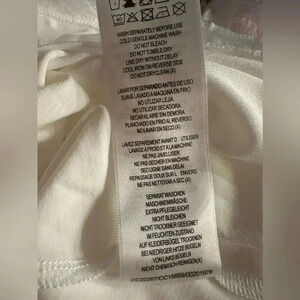 40
WASH SEPARATELY BEFORE USE
COLD GENTLE MACHINE WASH
DO NOT BLEACH
DO NOT TUMBLE DRY
LINE DRY WITHOUT DELAY
COOL IRON ON REVERSE SIDE
DO NOT DRYCLEAN (X)
LAVAR POR SEPARADO ANTES DE USO
SUAVE LAVADO A MAQUINA EN FRIO
NO UTILIZAR LEJIA
NO UTILIZAR SECADORA
SECAR AL AIRE SIN DEMORA
PLANCHADO EN FRIO AL REVERSO
NO LAVAR EN SECO (X)
LAVEZ SEPAREMENT AVANT D' UTILISER
LAVAGE A FROID ET A LA MACHINE
NE PAS JAVELLISER
NE PAS SECHER EN MACHINE
SEC LIGNE SANS DELAI
REPASSAGE DOUX SUR L' ENVERS
NE PAS NETTOYER A SEC (X)
SEPARAT WASCHEN
MASCHINENWÄSCHE
EXTRA PFLEGELEICHT
NICHT BLEICHEN
NICHT TROCKNER GEEIGNET
IM FEUCHTEN ZUSTAND
AUF KLEIDERBÜGEL TROCKNEN
BEI NIEDRIGER HITZE BÜGELN
VON LINKS BÜGELN
NICHT CHEMISCH REINIGEN(X)